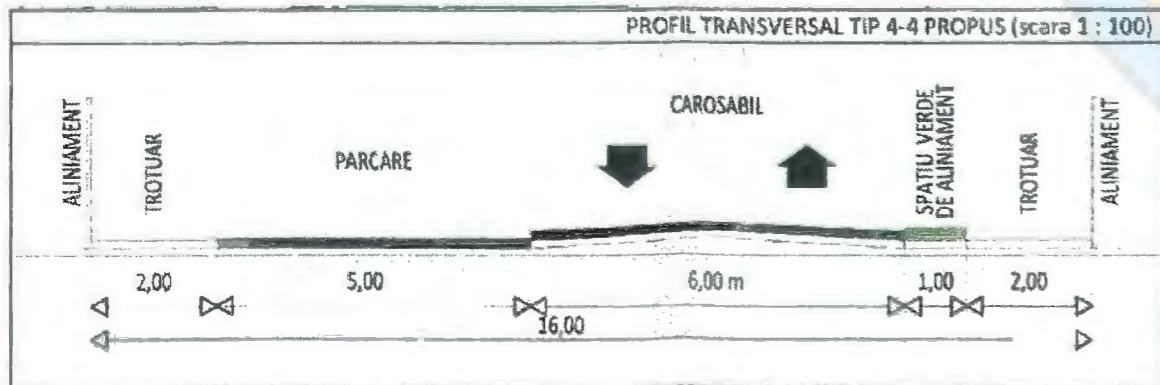 PROFIL TRANSVERSAL TIP 4-4 PROPUS (scara 1 : 100)
ALINIAMENT
TROTUAR
PARCARE
CAROSABIL
SPATIU VERDE
DE ALINIAMENT
TROTUAR
ALINIAMENT
2,00
5,00
6,00 m
1,00
2,00
16,00